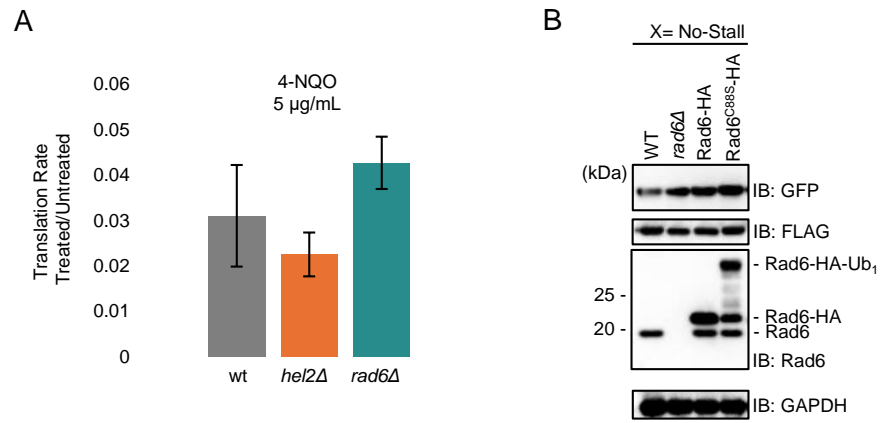 A
4-NQO
5 µg/mL
Translation Rate
Treated/Untreated
0.06
0.05
0.04
0.03
0.02
0.01
0
wt
hel2Δ
rad6Δ
B
X= No-Stall
WT
rad6Δ
Rad6-HA
Rad6C88S-HA
(kDa)
IB: GFP
IB: FLAG
- Rad6-HA-Ub1
25 -
- Rad6-HA
20 -
- Rad6
IB: Rad6
IB: GAPDH